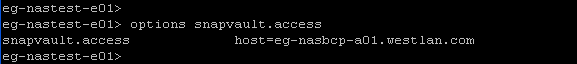 eg-nastest-e01>
eg-nastest-e01> options snapvault.access
snapvault.access             host=eg-nasbcp-a01.westlan.com
eg-nastest-e01>